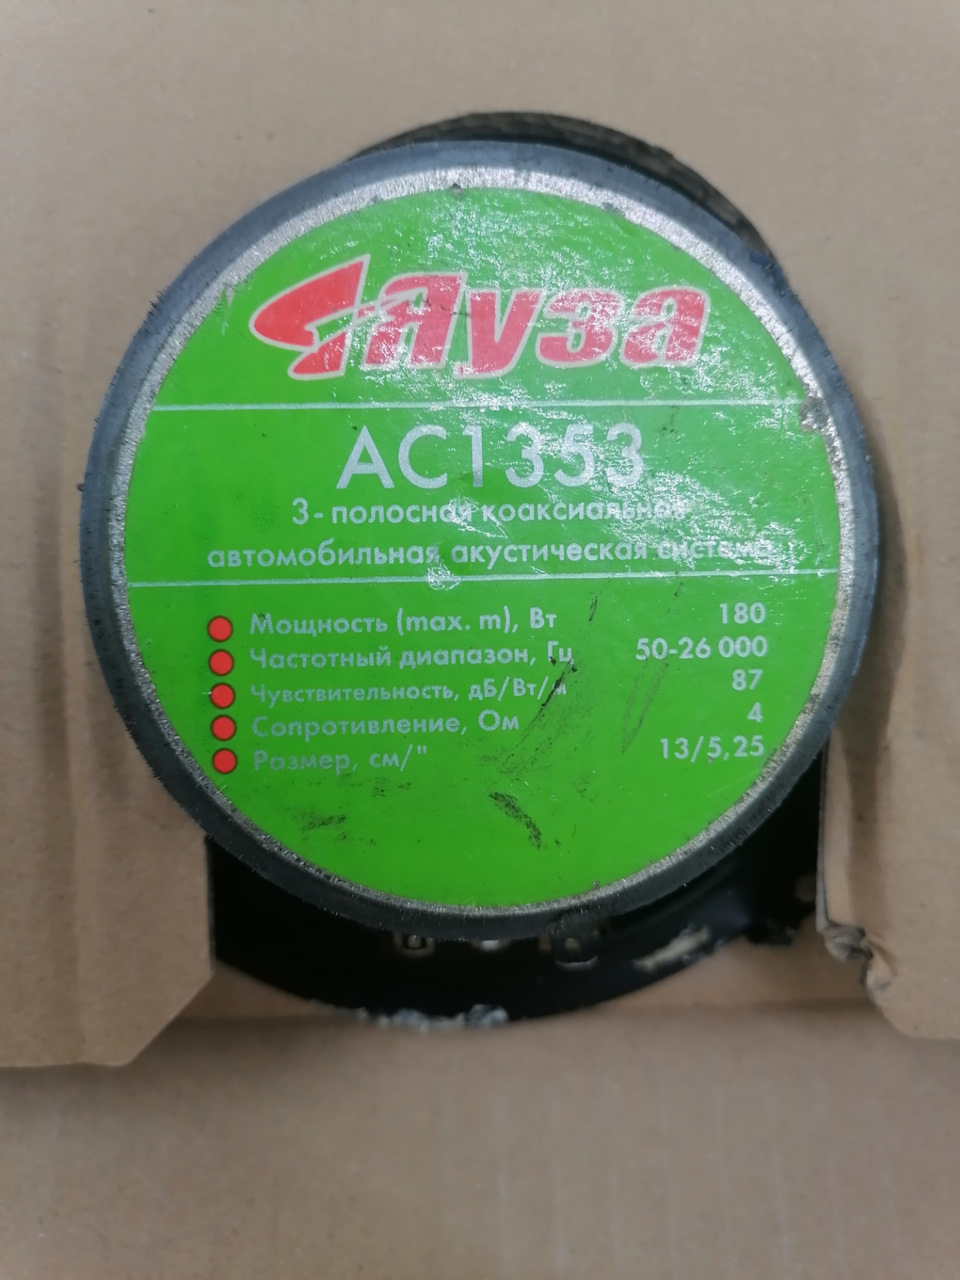 Яуза
АС1353
3-полосная коаксиальная
автомобильная акустическая система
Мощность (max. m), Вт 180
Частотный диапазон, Гц 50-26 000
Чувствительность, дБ/Вт/м 87
Сопротивление, Ом 4
Размер, см/" 13/5,25